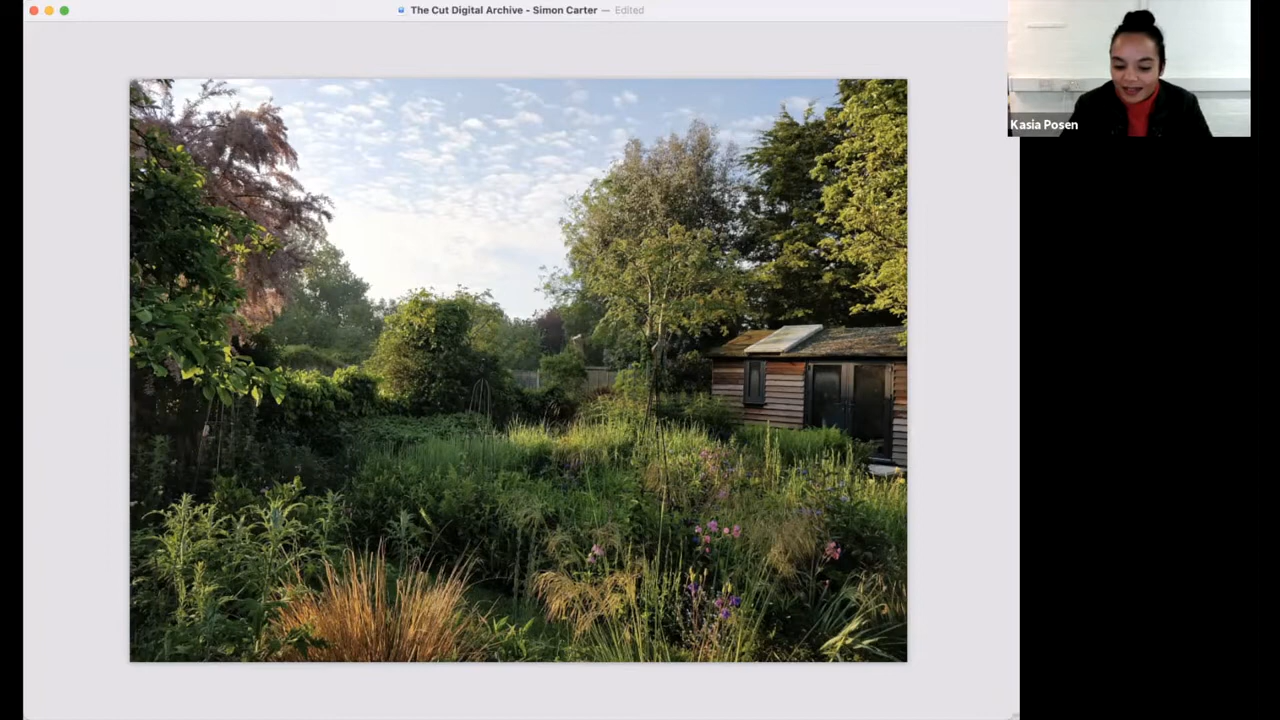 The Cut Digital Archive - Simon Carter — Edited
Kasia Posen